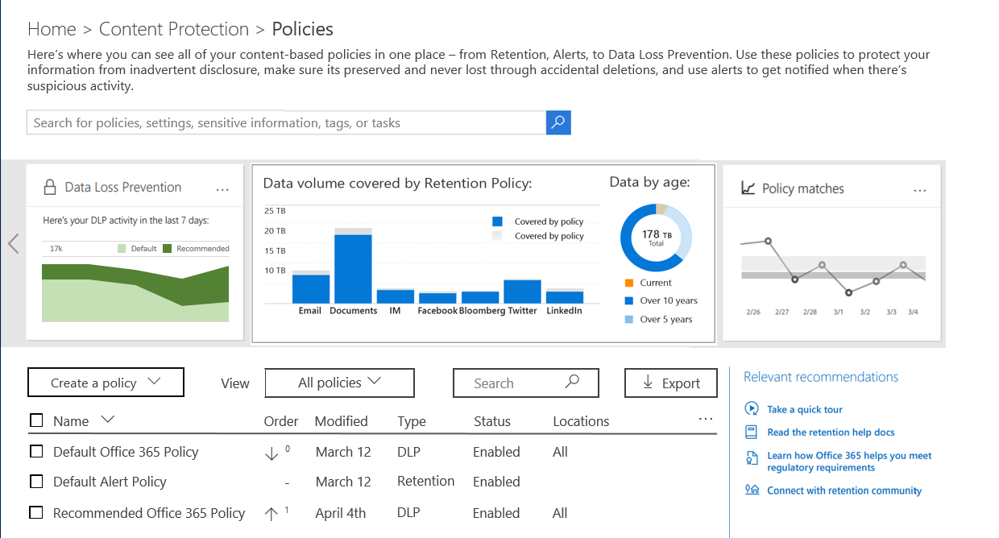 Home > Content Protection > Policies
Here's where you can see all of your content-based policies in one place – from Retention, Alerts, to Data Loss Prevention. Use these policies to protect your
information from inadvertent disclosure, make sure its preserved and never lost through accidental deletions, and use alerts to get notified when there's
suspicious activity.
Search for policies, settings, sensitive information, tags, or tasks
Data Loss Prevention ...
Here's your DLP activity in the last 7 days:
17k Default Recommended
Data volume covered by Retention Policy:
25 TB
20 TB
15 TB
10 TB
Covered by policy
Covered by policy
Email Documents IM Facebook Bloomberg Twitter LinkedIn
Data by age:
178 TB
Total
Current
Over 10 years
Over 5 years
Policy matches ...
2/26 2/27 2/28 3/1 3/2 3/3 3/4
Create a policy View All policies Search Export
Name Order Modified Type Status Locations ...
Default Office 365 Policy ↓ 0 March 12 DLP Enabled All
Default Alert Policy - March 12 Retention Enabled
Recommended Office 365 Policy ↑ 1 April 4th DLP Enabled All
Relevant recommendations
Take a quick tour
Read the retention help docs
Learn how Office 365 helps you meet
regulatory requirements
Connect with retention community